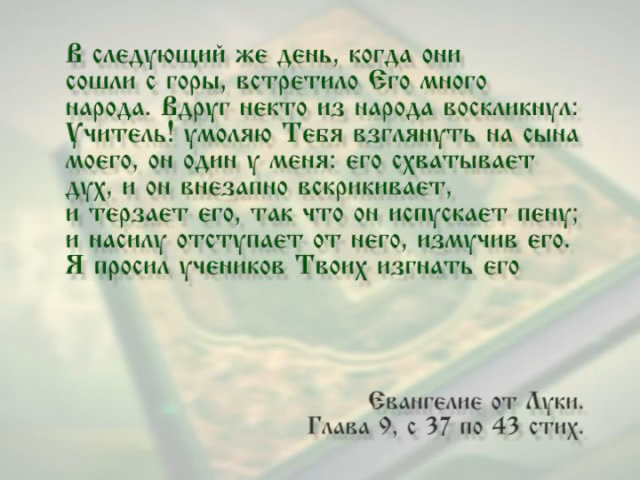 В следующий же день, когда они
сошли с горы, встретило Его много
народа. Вдруг некто из народа воскликнул:
Учитель! умоляю Тебя взглянуть на сына
моего, он один у меня: его схватывает
дух, и он внезапно вскрикивает,
и терзает его, так что он испускает пену;
и насилу отступает от него, измучив его.
Я просил учеников Твоих изгнать его
Евангелие от Луки.
Глава 9, с 37 по 43 стих.